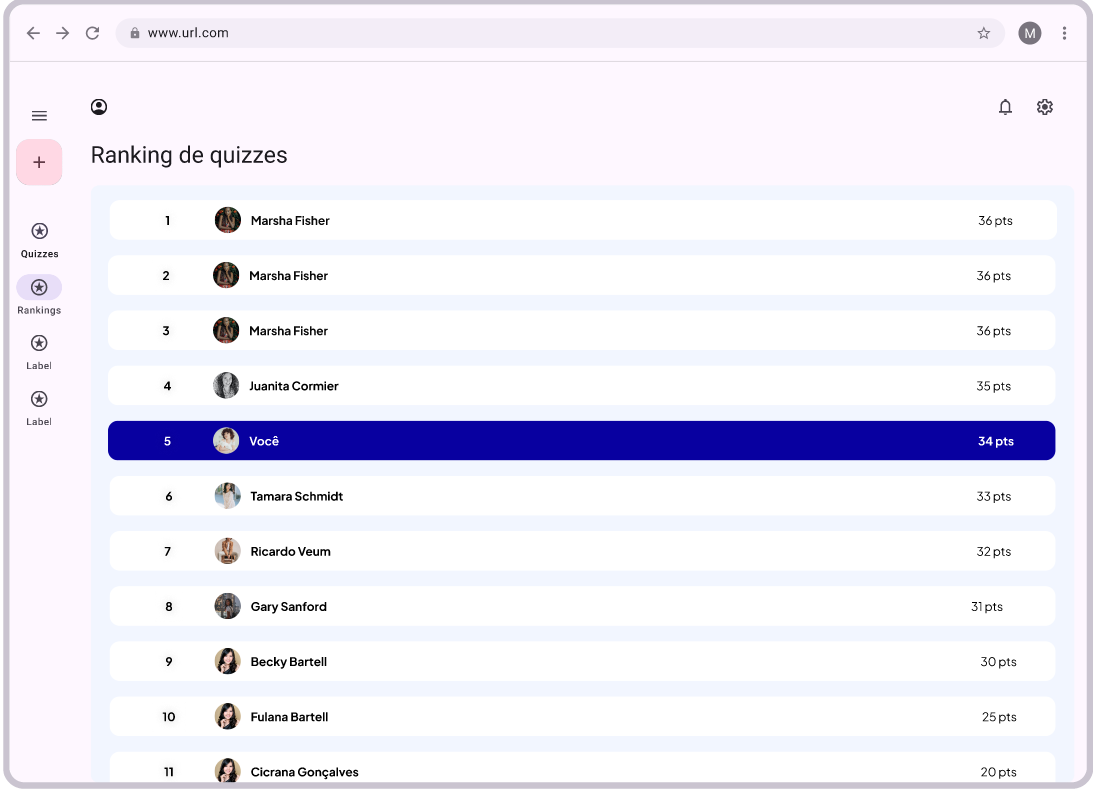 www.url.com
M
Ranking de quizzes
Quizzes
Rankings
Label
Label
1 Marsha Fisher 36 pts
2 Marsha Fisher 36 pts
3 Marsha Fisher 36 pts
4 Juanita Cormier 35 pts
5 Você 34 pts
6 Tamara Schmidt 33 pts
7 Ricardo Veum 32 pts
8 Gary Sanford 31 pts
9 Becky Bartell 30 pts
10 Fulana Bartell 25 pts
11 Cicrana Gonçalves 20 pts